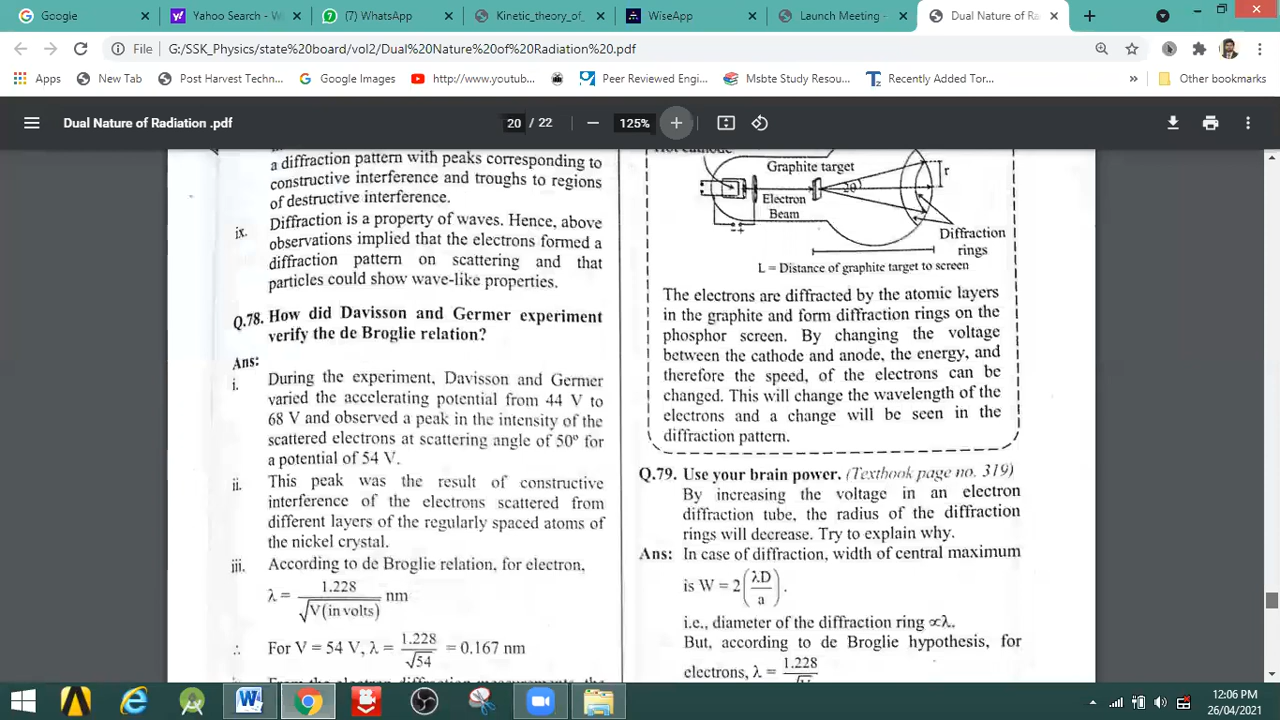 Google
Yahoo Search - W
(7) WhatsApp
Kinetic_theory_of_
WiseApp
Launch Meeting -
Dual Nature of Ra
File G:/SSK_Physics/state%20board/vol2/Dual%20Nature%20of%20Radiation%20.pdf
Apps New Tab Post Harvest Techn... Google Images http://www.youtub... Peer Reviewed Engi... Msbte Study Resou... Recently Added Tor... » Other bookmarks
Dual Nature of Radiation .pdf
20 / 22
125%
a diffraction pattern with peaks corresponding to
constructive interference and troughs to regions
of destructive interference.
ix. Diffraction is a property of waves. Hence, above
observations implied that the electrons formed a
diffraction pattern on scattering and that
particles could show wave-like properties.
Q.78. How did Davisson and Germer experiment
verify the de Broglie relation?
Ans:
i. During the experiment, Davisson and Germer
varied the accelerating potential from 44 V to
68 V and observed a peak in the intensity of the
scattered electrons at scattering angle of 50° for
a potential of 54 V.
ii. This peak was the result of constructive
interference of the electrons scattered from
different layers of the regularly spaced atoms of
the nickel crystal.
iii. According to de Broglie relation, for electron,
λ = 1.228 / √V(in volts) nm
∴ For V = 54 V, λ = 1.228 / √54 = 0.167 nm
From the electron diffraction measurements, the
Hot cathode
Graphite target
r
2θ
Electron
Beam
Diffraction
rings
L = Distance of graphite target to screen
The electrons are diffracted by the atomic layers
in the graphite and form diffraction rings on the
phosphor screen. By changing the voltage
between the cathode and anode, the energy, and
therefore the speed, of the electrons can be
changed. This will change the wavelength of the
electrons and a change will be seen in the
diffraction pattern.
Q.79. Use your brain power. (Textbook page no. 319)
By increasing the voltage in an electron
diffraction tube, the radius of the diffraction
rings will decrease. Try to explain why.
Ans: In case of diffraction, width of central maximum
is W = 2(λD / a).
i.e., diameter of the diffraction ring ∝λ.
But, according to de Broglie hypothesis, for
electrons, λ = 1.228
12:06 PM
26/04/2021